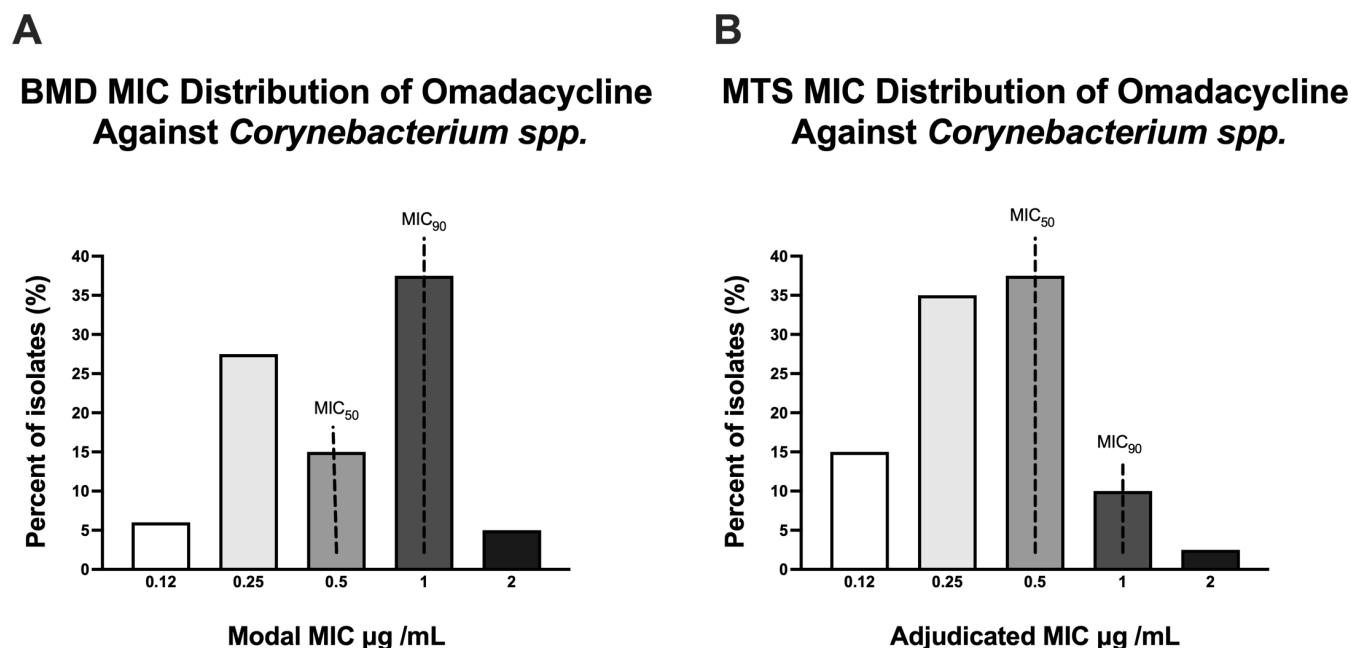 A
BMD MIC Distribution of Omadacycline
Against Corynebacterium spp.
MIC90
MIC50
Percent of isolates (%)
40
35
30
25
20
15
10
5
0
0.12 0.25 0.5 1 2
Modal MIC µg /mL
B
MTS MIC Distribution of Omadacycline
Against Corynebacterium spp.
MIC50
MIC90
Percent of isolates (%)
40
35
30
25
20
15
10
5
0
0.12 0.25 0.5 1 2
Adjudicated MIC µg /mL